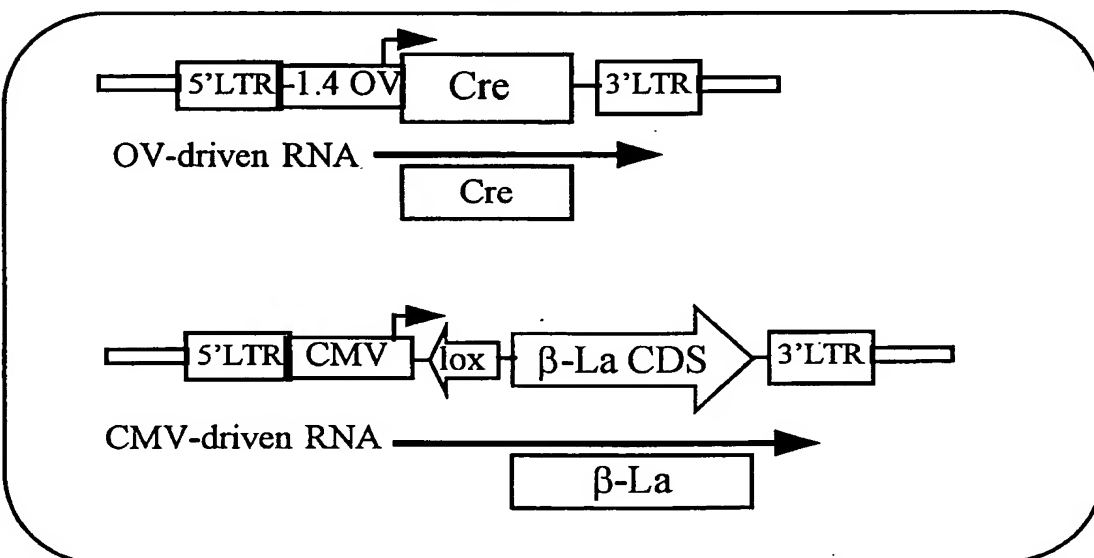 5'LTR -1.4 OV Cre 3'LTR
OV-driven RNA
Cre
5'LTR CMV lox β-La CDS 3'LTR
CMV-driven RNA
β-La